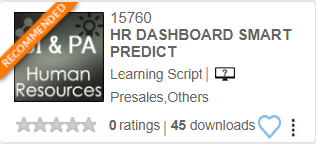 RECOMMENDED
I & PA
Human
Resources
15760
HR DASHBOARD SMART
PREDICT
Learning Script |
Presales,Others
0 ratings | 45 downloads